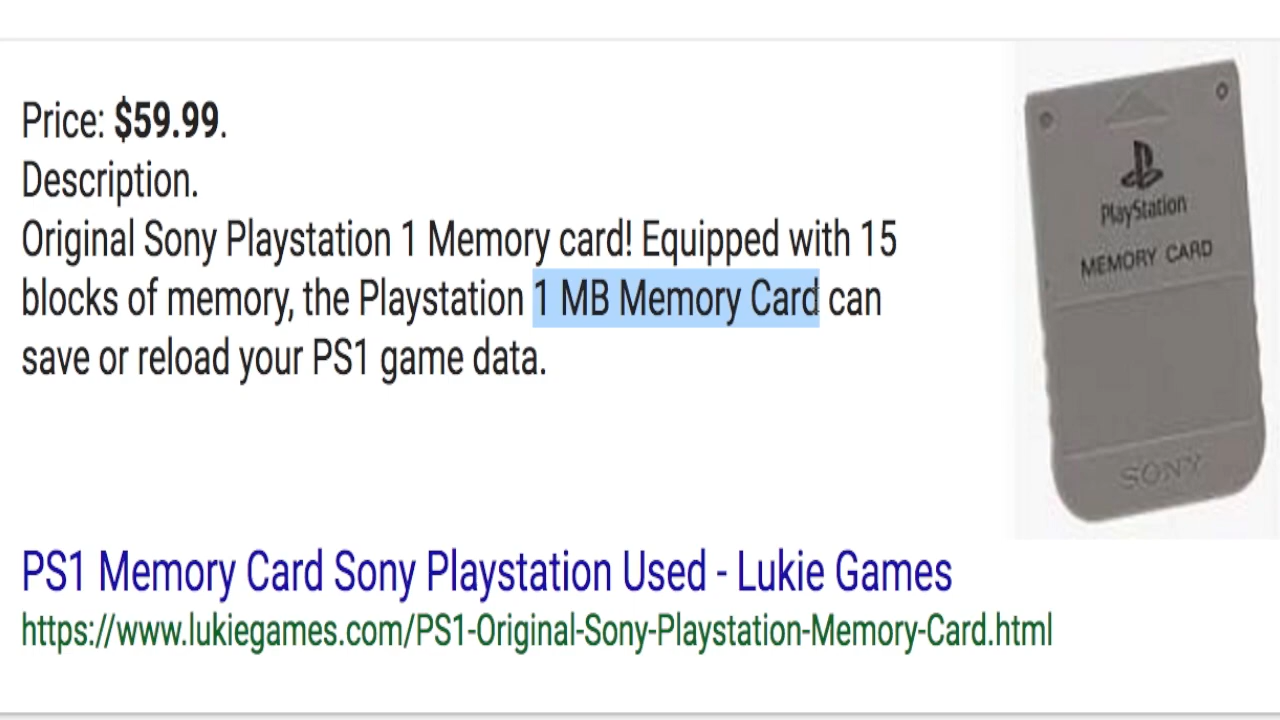 Price: $59.99.
Description.
Original Sony Playstation 1 Memory card! Equipped with 15
blocks of memory, the Playstation 1 MB Memory Card can
save or reload your PS1 game data.
PlayStation
MEMORY CARD
SONY
PS1 Memory Card Sony Playstation Used - Lukie Games
https://www.lukiegames.com/PS1-Original-Sony-Playstation-Memory-Card.html